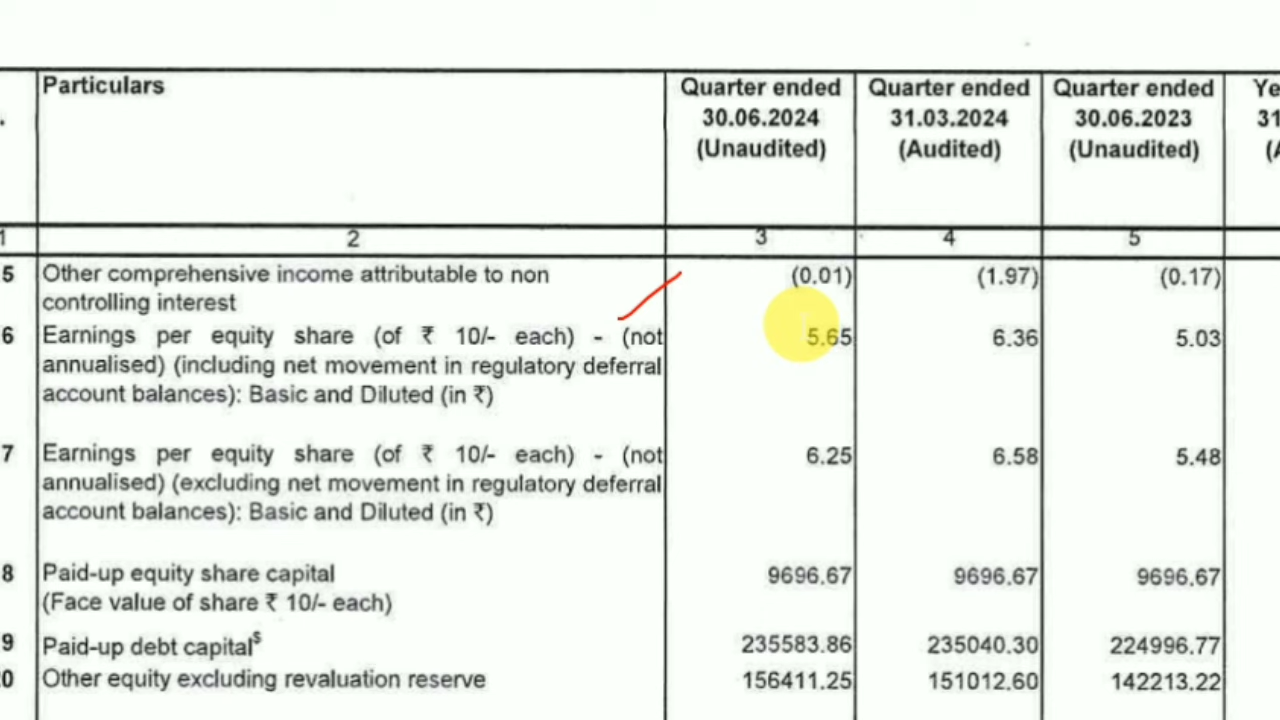 Particulars Quarter ended Quarter ended Quarter ended Ye
. 30.06.2024 31.03.2024 30.06.2023 31
(Unaudited) (Audited) (Unaudited) (A
1 2 3 4 5
5 Other comprehensive income attributable to non (0.01) (1.97) (0.17)
controlling interest
6 Earnings per equity share (of ₹ 10/- each) - (not 5.65 6.36 5.03
annualised) (including net movement in regulatory deferral
account balances): Basic and Diluted (in ₹)
7 Earnings per equity share (of ₹ 10/- each) - (not 6.25 6.58 5.48
annualised) (excluding net movement in regulatory deferral
account balances): Basic and Diluted (in ₹)
8 Paid-up equity share capital 9696.67 9696.67 9696.67
(Face value of share ₹ 10/- each)
9 Paid-up debt capital$ 235583.86 235040.30 224996.77
0 Other equity excluding revaluation reserve 156411.25 151012.60 142213.22